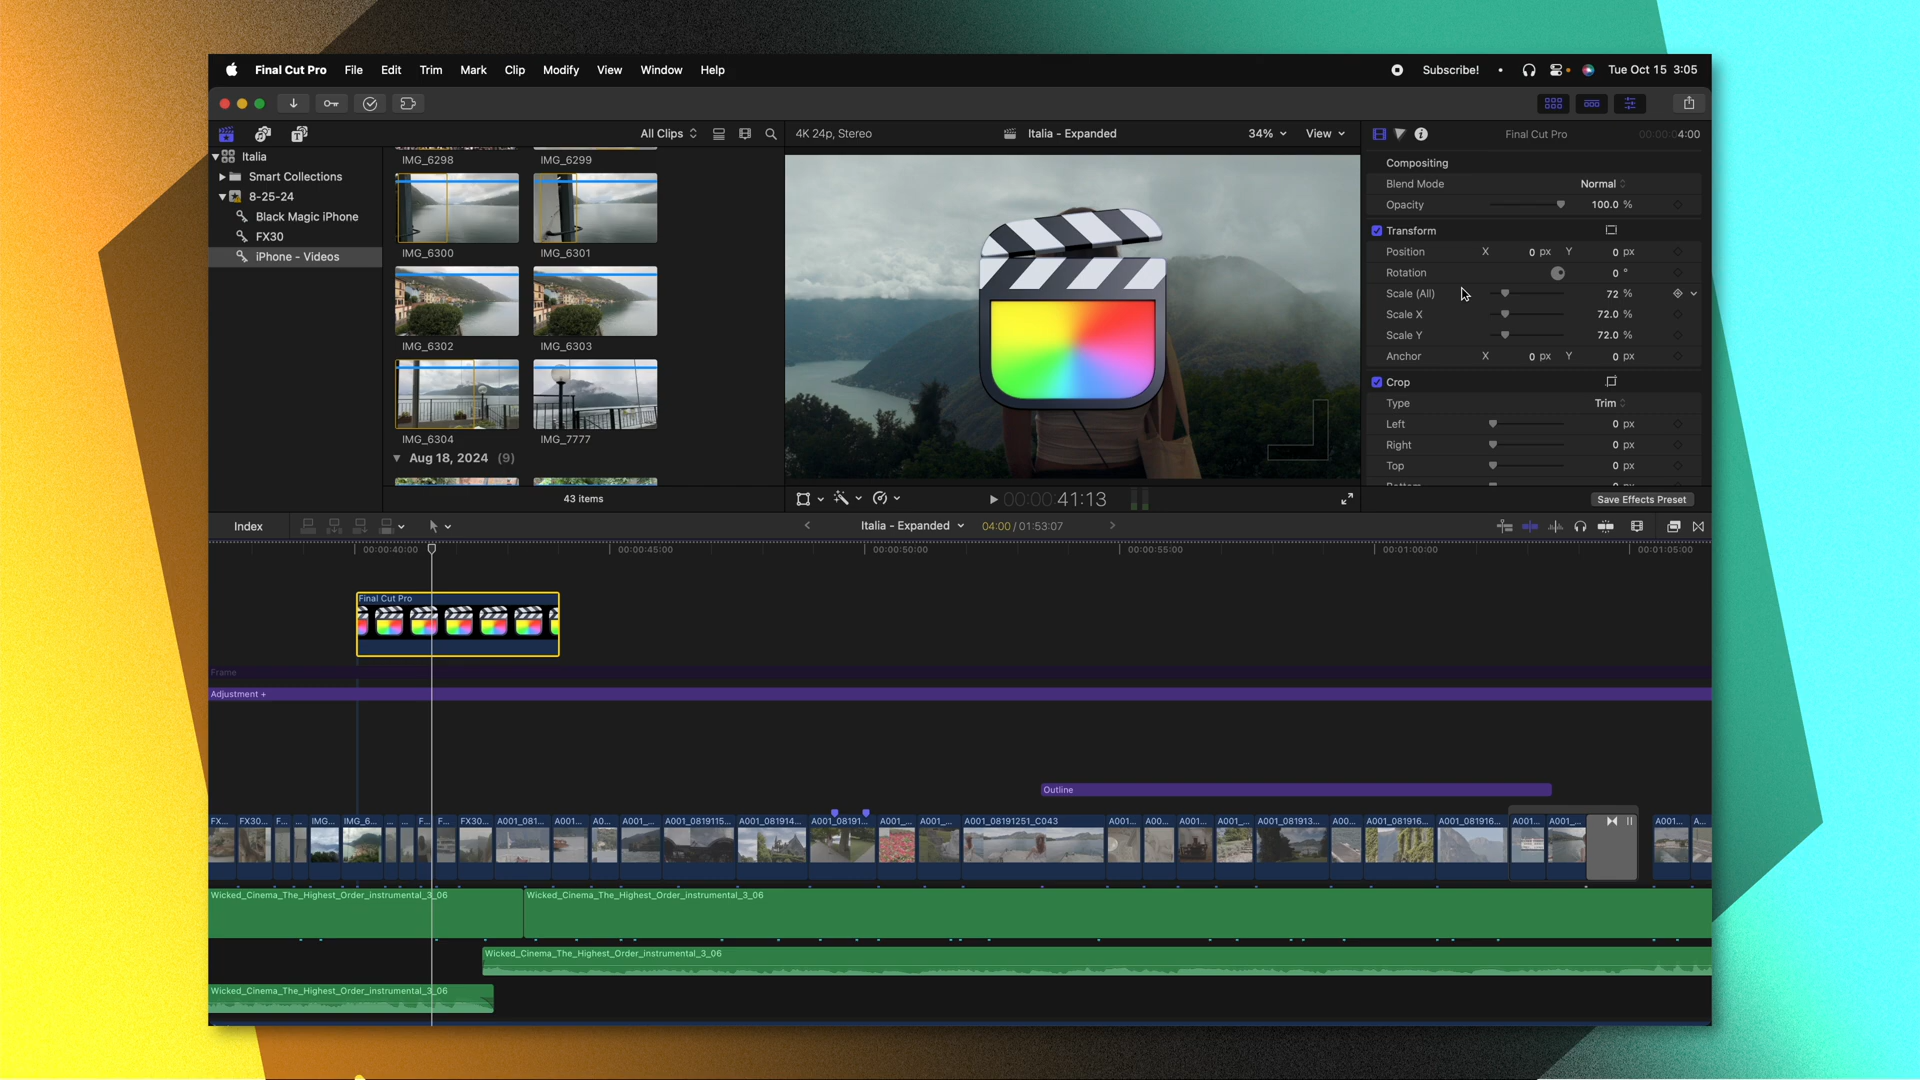 Final Cut Pro File Edit Trim Mark Clip Modify View Window Help Subscribe! • Tue Oct 15 3:05
All Clips 4K 24p, Stereo Italia - Expanded 34% View Final Cut Pro 00:00:04:00
Italia
Smart Collections
8-25-24
Black Magic iPhone
FX30
iPhone - Videos
IMG_6298 IMG_6299
IMG_6300 IMG_6301
IMG_6302 IMG_6303
IMG_6304 IMG_7777
Aug 18, 2024 (9)
43 items
00:00:41:13
Compositing
Blend Mode Normal
Opacity 100.0 %
Transform
Position X 0 px Y 0 px
Rotation 0 °
Scale (All) 72 %
Scale X 72.0 %
Scale Y 72.0 %
Anchor X 0 px Y 0 px
Crop
Type Trim
Left 0 px
Right 0 px
Top 0 px
Bottom 0 px
Save Effects Preset
Index Italia - Expanded 04:00 / 01:53:07
00:00:40:00 00:00:45:00 00:00:50:00 00:00:55:00 00:01:00:00 00:01:05:00
Final Cut Pro
Frame
Adjustment +
Outline
FX... FX30... F... ... IMG... IMG_6... ... ... F... F... FX30... A001_081... A001... A0... A001_... A001_0819115... A001_081914... A001_08191... A001_... A001_... A001_08191251_C043 A001... A00... A001... A001_... A001_081913... A00... A001_081916... A001_081916... A001... A001_... A001... A...
Wicked_Cinema_The_Highest_Order_instrumental_3_06 Wicked_Cinema_The_Highest_Order_instrumental_3_06
Wicked_Cinema_The_Highest_Order_instrumental_3_06
Wicked_Cinema_The_Highest_Order_instrumental_3_06